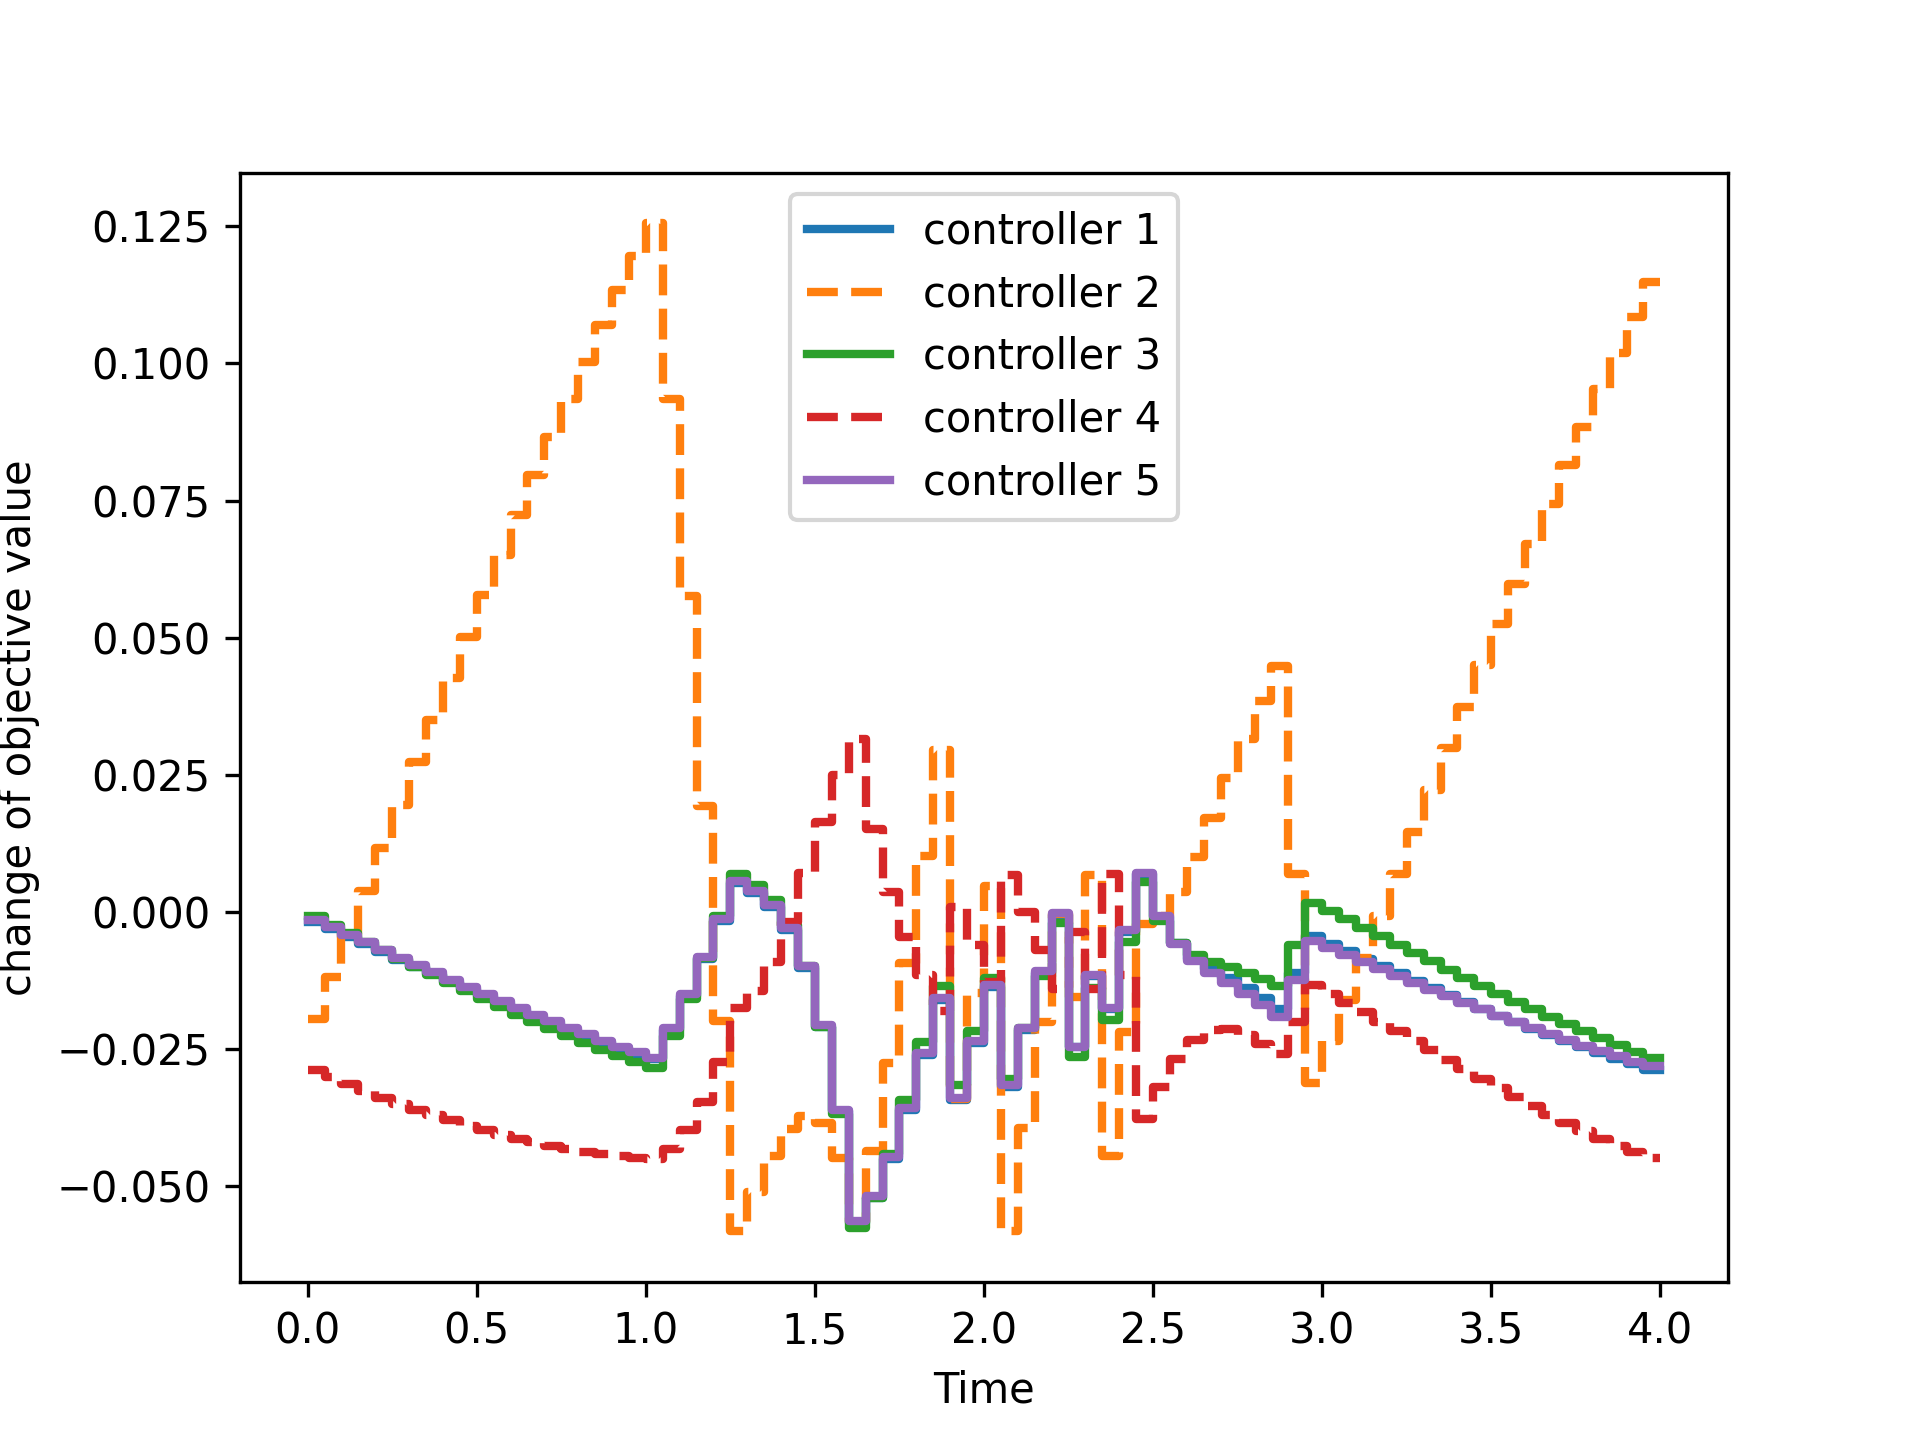 0.125
0.100
0.075
0.050
0.025
0.000
−0.025
−0.050
change of objective value
controller 1
controller 2
controller 3
controller 4
controller 5
0.0 0.5 1.0 1.5 2.0 2.5 3.0 3.5 4.0
Time